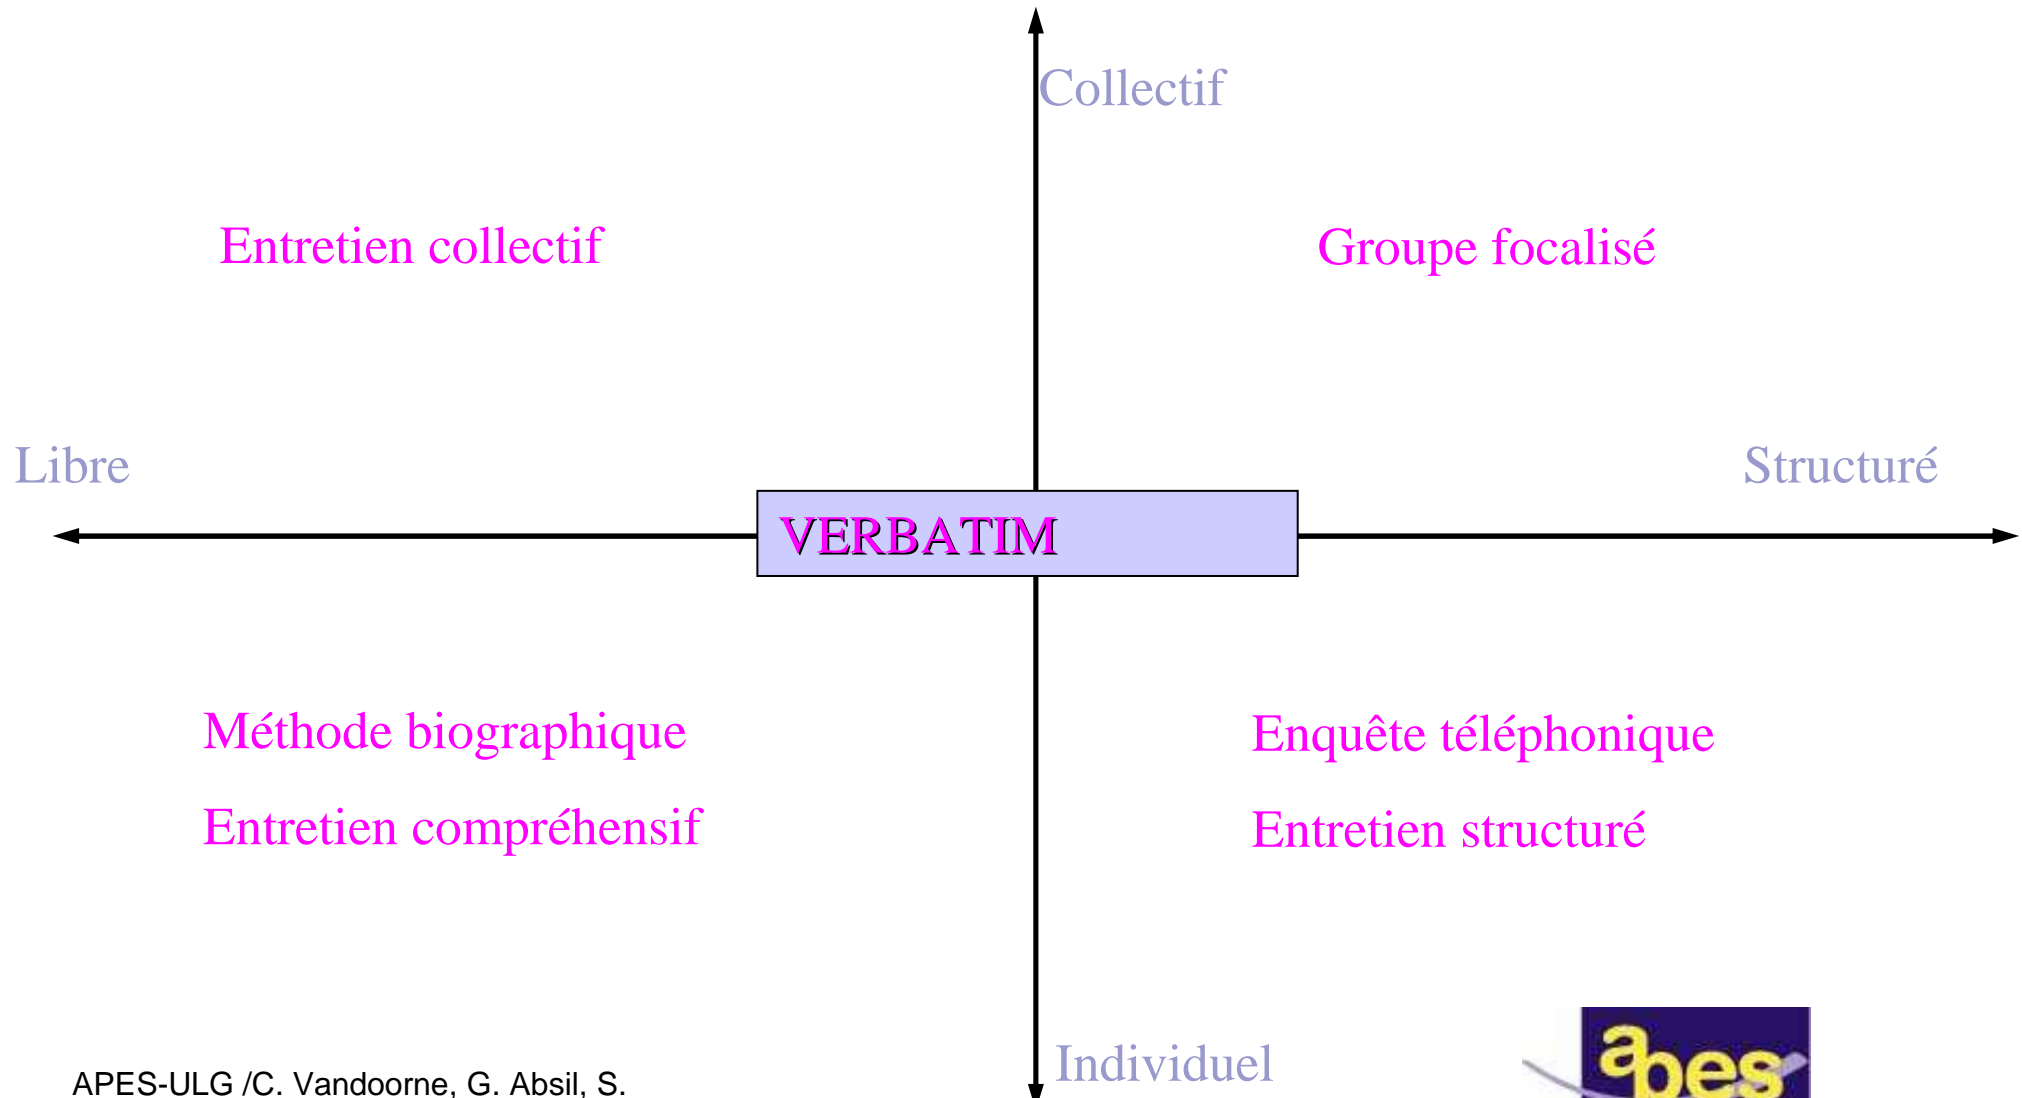 Collectif
Entretien collectif
Groupe focalisé
Libre
Structuré
VERBATIM
Méthode biographique
Enquête téléphonique
Entretien compréhensif
Entretien structuré
Individuel
APES-ULG /C. Vandoorne, G. Absil, S.
apes